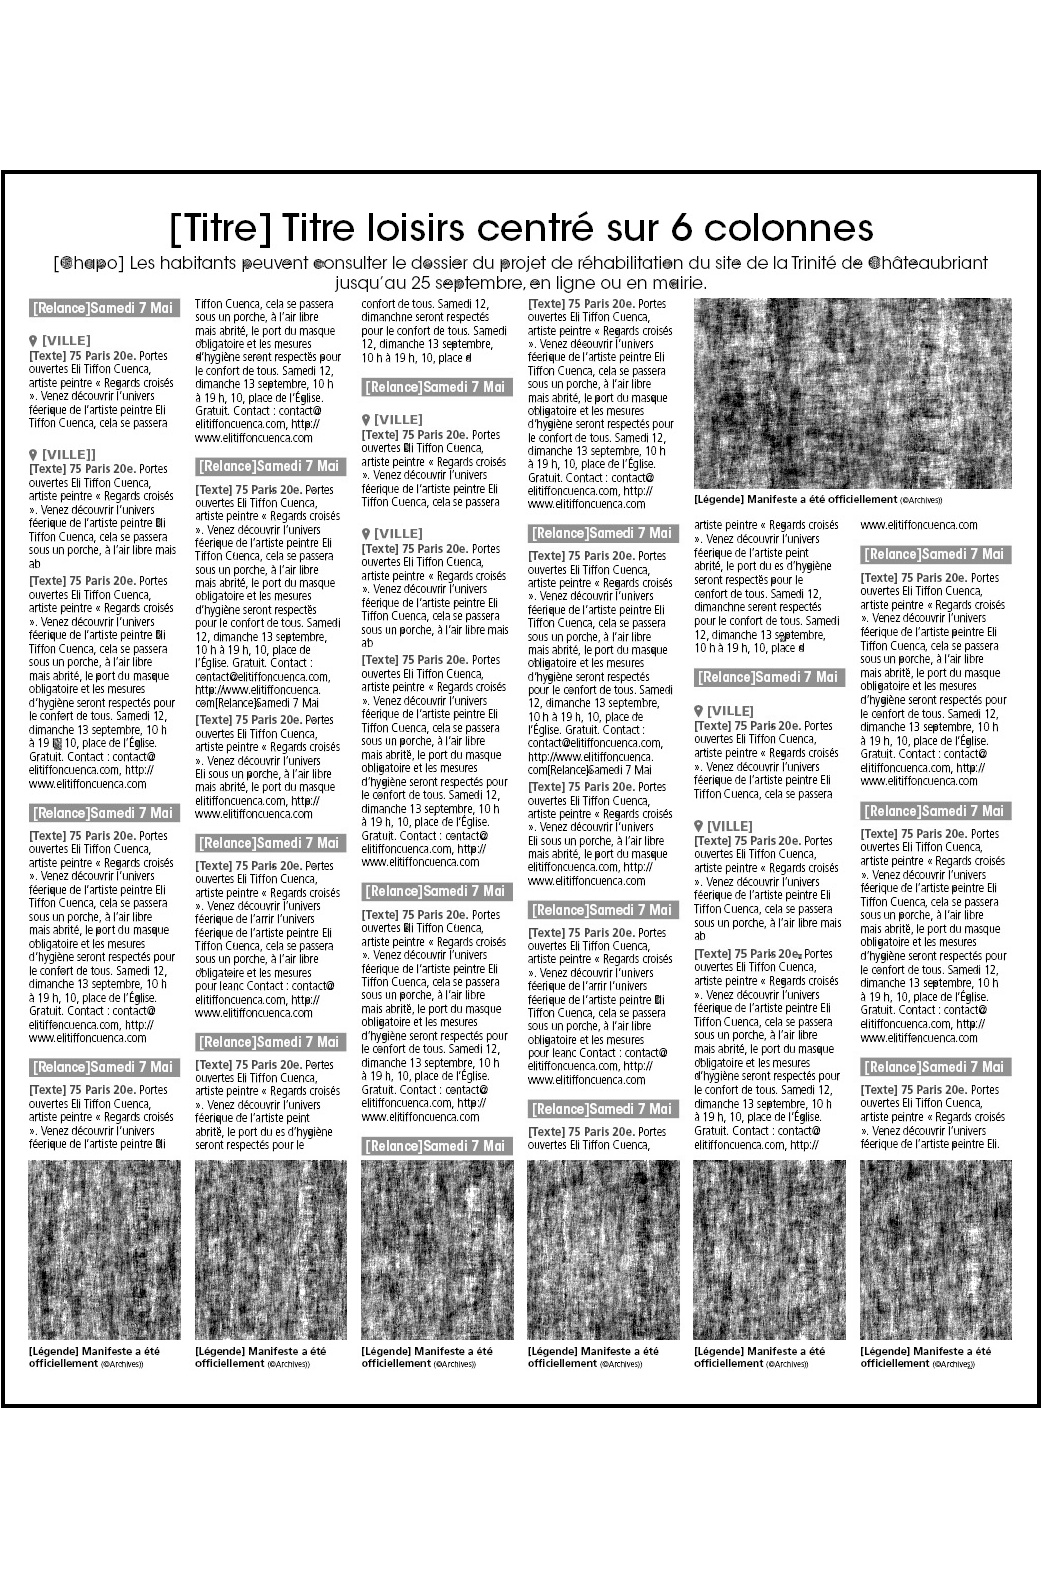 [Titre] Titre loisirs centré sur 6 colonnes
[Chapo] Les habitants peuvent consulter le dossier du projet de réhabilitation du site de la Trinité de Châteaubriant
jusqu'au 25 septembre, en ligne ou en mairie.
[Relance]Samedi 7 Mai
[VILLE]
[Texte] 75 Paris 20e. Portes
ouvertes Eli Tiffon Cuenca,
artiste peintre « Regards croisés
». Venez découvrir l'univers
féerique de l'artiste peintre Eli
Tiffon Cuenca, cela se passera
[VILLE]]
[Texte] 75 Paris 20e. Portes
ouvertes Eli Tiffon Cuenca,
artiste peintre « Regards croisés
». Venez découvrir l'univers
féerique de l'artiste peintre Eli
Tiffon Cuenca, cela se passera
sous un porche, à l'air libre mais
ab
[Texte] 75 Paris 20e. Portes
ouvertes Eli Tiffon Cuenca,
artiste peintre « Regards croisés
». Venez découvrir l'univers
féerique de l'artiste peintre Eli
Tiffon Cuenca, cela se passera
sous un porche, à l'air libre
mais abrité, le port du masque
obligatoire et les mesures
d'hygiène seront respectés pour
le confort de tous. Samedi 12,
dimanche 13 septembre, 10 h
à 19 10, place de l'Église.
Gratuit. Contact : contact@
elitiffoncuenca.com, http://
www.elitiffoncuenca.com
[Relance]Samedi 7 Mai
[Texte] 75 Paris 20e. Portes
ouvertes Eli Tiffon Cuenca,
artiste peintre « Regards croisés
». Venez découvrir l'univers
féerique de l'artiste peintre Eli
Tiffon Cuenca, cela se passera
sous un porche, à l'air libre
mais abrité, le port du masque
obligatoire et les mesures
d'hygiène seront respectés pour
le confort de tous. Samedi 12,
dimanche 13 septembre, 10 h
à 19 h, 10, place de l'Église.
Gratuit. Contact : contact@
elitiffoncuenca.com, http://
www.elitiffoncuenca.com
[Relance]Samedi 7 Mai
[Texte] 75 Paris 20e. Portes
ouvertes Eli Tiffon Cuenca,
artiste peintre « Regards croisés
». Venez découvrir l'univers
féerique de l'artiste peintre Eli
Tiffon Cuenca, cela se passera
sous un porche, à l'air libre
mais abrité, le port du masque
obligatoire et les mesures
d'hygiène seront respectés pour
le confort de tous. Samedi 12,
dimanche 13 septembre, 10 h
à 19 h, 10, place de l'Église.
Gratuit. Contact : contact@
elitiffoncuenca.com, http://
www.elitiffoncuenca.com
[Relance]Samedi 7 Mai
[Texte] 75 Paris 20e. Portes
ouvertes Eli Tiffon Cuenca,
artiste peintre « Regards croisés
». Venez découvrir l'univers
féerique de l'artiste peintre Eli
Tiffon Cuenca, cela se passera
sous un porche, à l'air libre
mais abrité, le port du masque
obligatoire et les mesures
d'hygiène seront respectés
pour le confort de tous. Samedi
12, dimanche 13 septembre,
10 h à 19 h, 10, place de
l'Église. Gratuit. Contact :
contact@elitiffoncuenca.com,
http://www.elitiffoncuenca.
com[Relance]Samedi 7 Mai
[Texte] 75 Paris 20e. Portes
ouvertes Eli Tiffon Cuenca,
artiste peintre « Regards croisés
». Venez découvrir l'univers
Eli sous un porche, à l'air libre
mais abrité, le port du masque
elitiffoncuenca.com, http://
www.elitiffoncuenca.com
[Relance]Samedi 7 Mai
[Texte] 75 Paris 20e. Portes
ouvertes Eli Tiffon Cuenca,
artiste peintre « Regards croisés
». Venez découvrir l'univers
féerique de l'arrir l'univers
féerique de l'artiste peintre Eli
Tiffon Cuenca, cela se passera
sous un porche, à l'air libre
obligatoire et les mesures
pour leanc Contact : contact@
elitiffoncuenca.com, http://
www.elitiffoncuenca.com
[Relance]Samedi 7 Mai
[Texte] 75 Paris 20e. Portes
ouvertes Eli Tiffon Cuenca,
artiste peintre « Regards croisés
». Venez découvrir l'univers
féerique de l'artiste peint
abrité, le port du es d'hygiène
seront respectés pour le
confort de tous. Samedi 12,
dimanchne seront respectés
pour le confort de tous. Samedi
12, dimanche 13 septembre,
10 h à 19 h, 10, place d
[Relance]Samedi 7 Mai
[VILLE]
[Texte] 75 Paris 20e. Portes
ouvertes Eli Tiffon Cuenca,
artiste peintre « Regards croisés
». Venez découvrir l'univers
féerique de l'artiste peintre Eli
Tiffon Cuenca, cela se passera
[VILLE]
[Texte] 75 Paris 20e. Portes
ouvertes Eli Tiffon Cuenca,
artiste peintre « Regards croisés
». Venez découvrir l'univers
féerique de l'artiste peintre Eli
Tiffon Cuenca, cela se passera
sous un porche, à l'air libre mais
ab
[Texte] 75 Paris 20e. Portes
ouvertes Eli Tiffon Cuenca,
artiste peintre « Regards croisés
». Venez découvrir l'univers
féerique de l'artiste peintre Eli
Tiffon Cuenca, cela se passera
sous un porche, à l'air libre
mais abrité, le port du masque
obligatoire et les mesures
d'hygiène seront respectés pour
le confort de tous. Samedi 12,
dimanche 13 septembre, 10 h
à 19 h, 10, place de l'Église.
Gratuit. Contact : contact@
elitiffoncuenca.com, http://
www.elitiffoncuenca.com
[Relance]Samedi 7 Mai
[Texte] 75 Paris 20e. Portes
ouvertes Eli Tiffon Cuenca,
artiste peintre « Regards croisés
». Venez découvrir l'univers
féerique de l'artiste peintre Eli
Tiffon Cuenca, cela se passera
sous un porche, à l'air libre
mais abrité, le port du masque
obligatoire et les mesures
d'hygiène seront respectés pour
le confort de tous. Samedi 12,
dimanche 13 septembre, 10 h
à 19 h, 10, place de l'Église.
Gratuit. Contact : contact@
elitiffoncuenca.com, http://
www.elitiffoncuenca.com
[Relance]Samedi 7 Mai
[Texte] 75 Paris 20e. Portes
ouvertes Eli Tiffon Cuenca,
artiste peintre « Regards croisés
». Venez découvrir l'univers
féerique de l'artiste peintre Eli
Tiffon Cuenca, cela se passera
sous un porche, à l'air libre
mais abrité, le port du masque
obligatoire et les mesures
d'hygiène seront respectés pour
le confort de tous. Samedi 12,
dimanche 13 septembre, 10 h
à 19 h, 10, place de l'Église.
Gratuit. Contact : contact@
elitiffoncuenca.com, http://
www.elitiffoncuenca.com
[Relance]Samedi 7 Mai
[Texte] 75 Paris 20e. Portes
ouvertes Eli Tiffon Cuenca,
artiste peintre « Regards croisés
». Venez découvrir l'univers
féerique de l'artiste peintre Eli
Tiffon Cuenca, cela se passera
sous un porche, à l'air libre
mais abrité, le port du masque
obligatoire et les mesures
d'hygiène seront respectés
pour le confort de tous. Samedi
12, dimanche 13 septembre,
10 h à 19 h, 10, place de
l'Église. Gratuit. Contact :
contact@elitiffoncuenca.com,
http://www.elitiffoncuenca.
com[Relance]Samedi 7 Mai
[Texte] 75 Paris 20e. Portes
ouvertes Eli Tiffon Cuenca,
artiste peintre « Regards croisés
». Venez découvrir l'univers
Eli sous un porche, à l'air libre
mais abrité, le port du masque
elitiffoncuenca.com, http://
www.elitiffoncuenca.com
[Relance]Samedi 7 Mai
[Texte] 75 Paris 20e. Portes
ouvertes Eli Tiffon Cuenca,
artiste peintre « Regards croisés
». Venez découvrir l'univers
féerique de l'arrir l'univers
féerique de l'artiste peintre Eli
Tiffon Cuenca, cela se passera
sous un porche, à l'air libre
obligatoire et les mesures
pour leanc Contact : contact@
elitiffoncuenca.com, http://
www.elitiffoncuenca.com
[Relance]Samedi 7 Mai
[Texte] 75 Paris 20e. Portes
ouvertes Eli Tiffon Cuenca,
[Légende] Manifeste a été officiellement (©Archives))
artiste peintre « Regards croisés
». Venez découvrir l'univers
féerique de l'artiste peint
abrité, le port du es d'hygiène
seront respectés pour le
confort de tous. Samedi 12,
dimanchne seront respectés
pour le confort de tous. Samedi
12, dimanche 13 septembre,
10 h à 19 h, 10, place d
[Relance]Samedi 7 Mai
[VILLE]
[Texte] 75 Paris 20e. Portes
ouvertes Eli Tiffon Cuenca,
artiste peintre « Regards croisés
». Venez découvrir l'univers
féerique de l'artiste peintre Eli
Tiffon Cuenca, cela se passera
[VILLE]
[Texte] 75 Paris 20e. Portes
ouvertes Eli Tiffon Cuenca,
artiste peintre « Regards croisés
». Venez découvrir l'univers
féerique de l'artiste peintre Eli
Tiffon Cuenca, cela se passera
sous un porche, à l'air libre mais
ab
[Texte] 75 Paris 20e. Portes
ouvertes Eli Tiffon Cuenca,
artiste peintre « Regards croisés
». Venez découvrir l'univers
féerique de l'artiste peintre Eli
Tiffon Cuenca, cela se passera
sous un porche, à l'air libre
mais abrité, le port du masque
obligatoire et les mesures
d'hygiène seront respectés pour
le confort de tous. Samedi 12,
dimanche 13 septembre, 10 h
à 19 h, 10, place de l'Église.
Gratuit. Contact : contact@
elitiffoncuenca.com, http://
www.elitiffoncuenca.com
[Relance]Samedi 7 Mai
[Texte] 75 Paris 20e. Portes
ouvertes Eli Tiffon Cuenca,
artiste peintre « Regards croisés
». Venez découvrir l'univers
féerique de l'artiste peintre Eli
Tiffon Cuenca, cela se passera
sous un porche, à l'air libre
mais abrité, le port du masque
obligatoire et les mesures
d'hygiène seront respectés pour
le confort de tous. Samedi 12,
dimanche 13 septembre, 10 h
à 19 h, 10, place de l'Église.
Gratuit. Contact : contact@
elitiffoncuenca.com, http://
www.elitiffoncuenca.com
[Relance]Samedi 7 Mai
[Texte] 75 Paris 20e. Portes
ouvertes Eli Tiffon Cuenca,
artiste peintre « Regards croisés
». Venez découvrir l'univers
féerique de l'artiste peintre Eli
Tiffon Cuenca, cela se passera
sous un porche, à l'air libre
mais abrité, le port du masque
obligatoire et les mesures
d'hygiène seront respectés pour
le confort de tous. Samedi 12,
dimanche 13 septembre, 10 h
à 19 h, 10, place de l'Église.
Gratuit. Contact : contact@
elitiffoncuenca.com, http://
www.elitiffoncuenca.com
[Relance]Samedi 7 Mai
[Texte] 75 Paris 20e. Portes
ouvertes Eli Tiffon Cuenca,
artiste peintre « Regards croisés
». Venez découvrir l'univers
féerique de l'artiste peintre Eli.
[Légende] Manifeste a été
officiellement (©Archives))
[Légende] Manifeste a été
officiellement (©Archives))
[Légende] Manifeste a été
officiellement (©Archives))
[Légende] Manifeste a été
officiellement (©Archives))
[Légende] Manifeste a été
officiellement (©Archives))
[Légende] Manifeste a été
officiellement (©Archives))